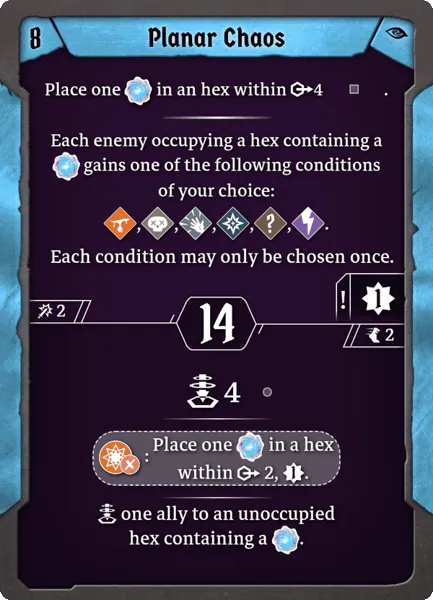 8
Planar Chaos
Place one in an hex within 4 .
Each enemy occupying a hex containing a
gains one of the following conditions
of your choice:
, , , , ? , .
Each condition may only be chosen once.
2
14
! 1
2
4
x : Place one in a hex
within 2, 1 .
one ally to an unoccupied
hex containing a .